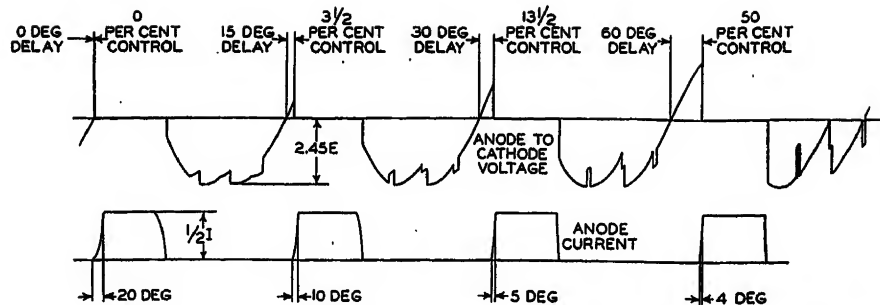 0 DEG DELAY
0 PER CENT CONTROL
15 DEG DELAY
3½ PER CENT CONTROL
30 DEG DELAY
13½ PER CENT CONTROL
60 DEG DELAY
50 PER CENT CONTROL
2.45E
ANODE TO
CATHODE
VOLTAGE
½I
ANODE
CURRENT
20 DEG
10 DEG
5 DEG
4 DEG